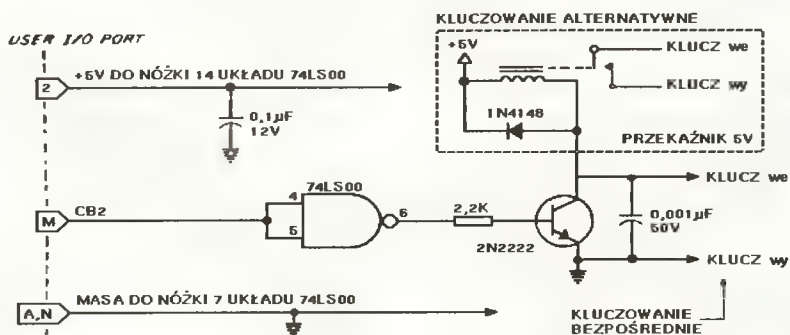 KLUCZOWANIE ALTERNATYWNE
USER I/O PORT
+5V
KLUCZ we
2
+5V DO NÓŻKI 14 UKŁADU 74LS00
KLUCZ wy
0,1µF
12V
1N4148
PRZEKAŹNIK 5V
74LS00
KLUCZ we
M
CB2
4
5
6
2,2K
0,001µF
50V
2N2222
KLUCZ wy
A,N
MASA DO NÓŻKI 7 UKŁADU 74LS00
KLUCZOWANIE
BEZPOŚREDNIE